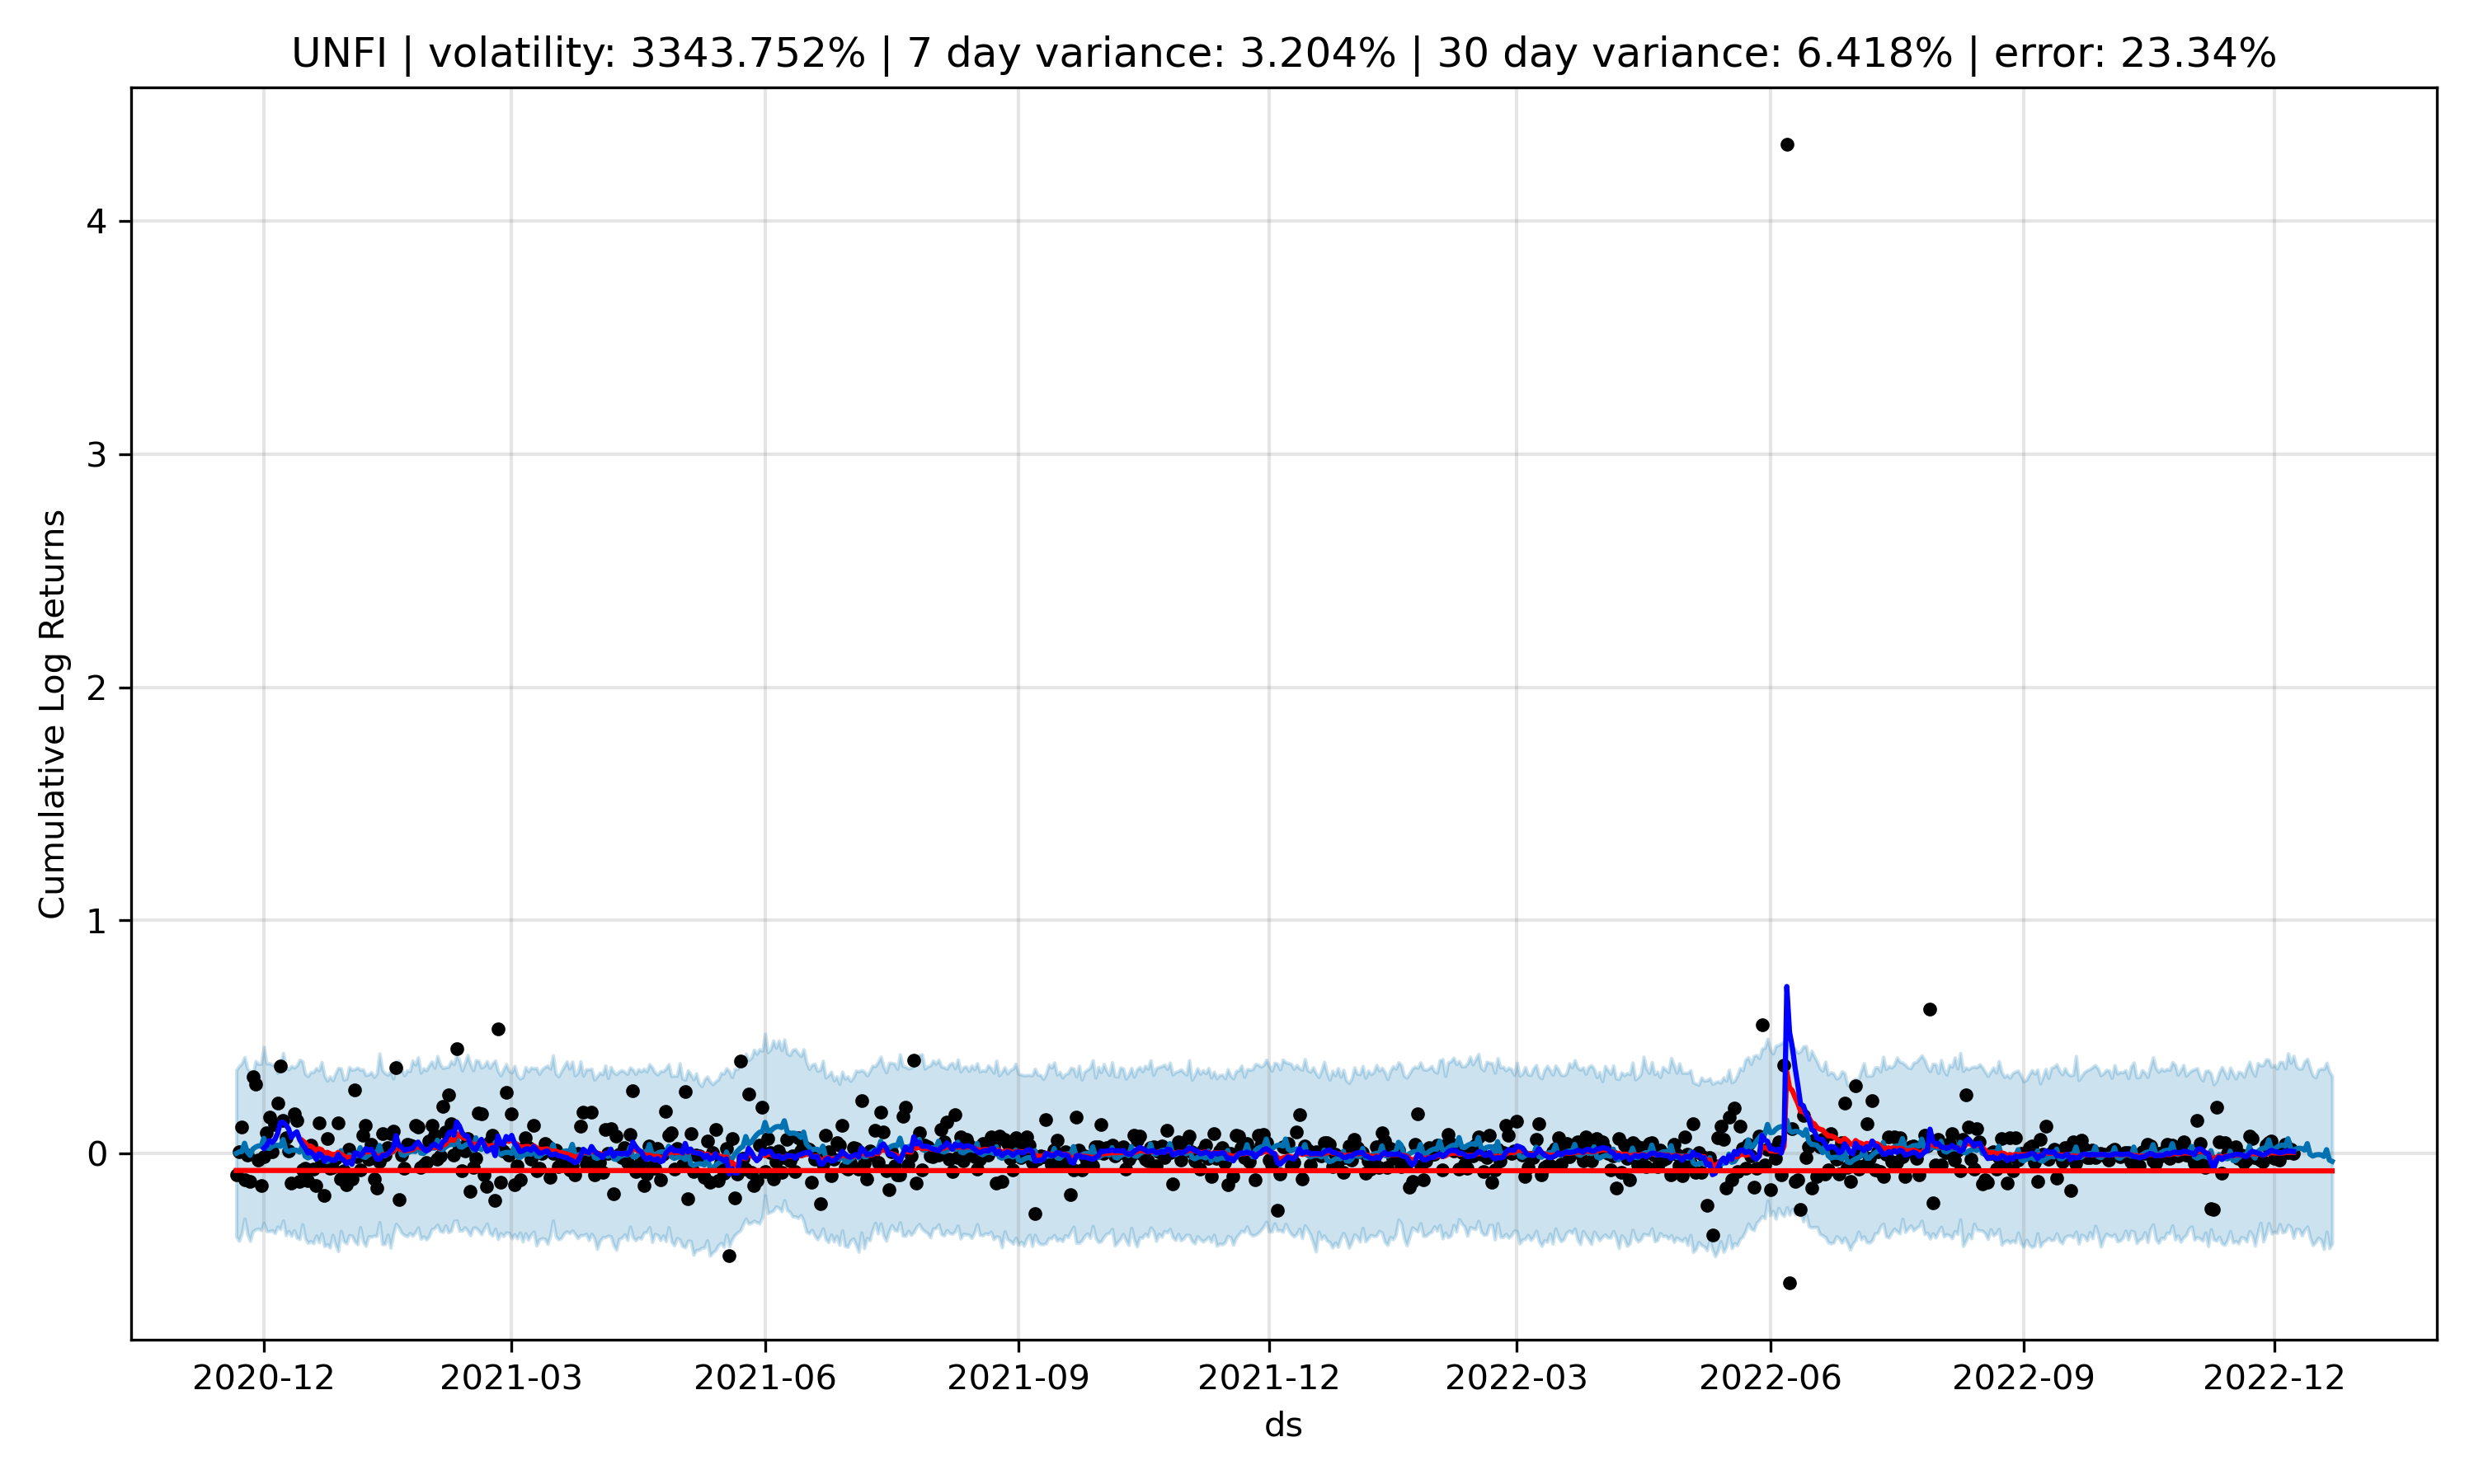 UNFI | volatility: 3343.752% | 7 day variance: 3.204% | 30 day variance: 6.418% | error: 23.34%
Cumulative Log Returns
4
3
2
1
0
2020-12 2021-03 2021-06 2021-09 2021-12 2022-03 2022-06 2022-09 2022-12
ds